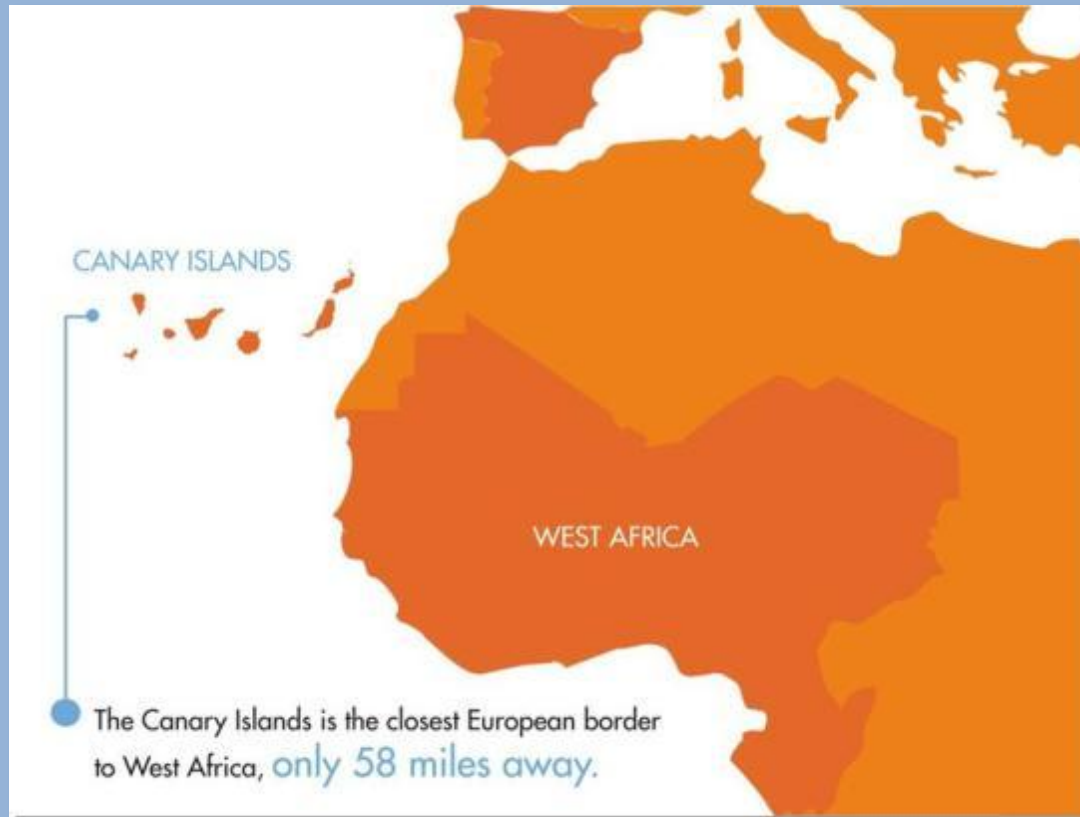 CANARY ISLANDS
WEST AFRICA
The Canary Islands is the closest European border
to West Africa, only 58 miles away.